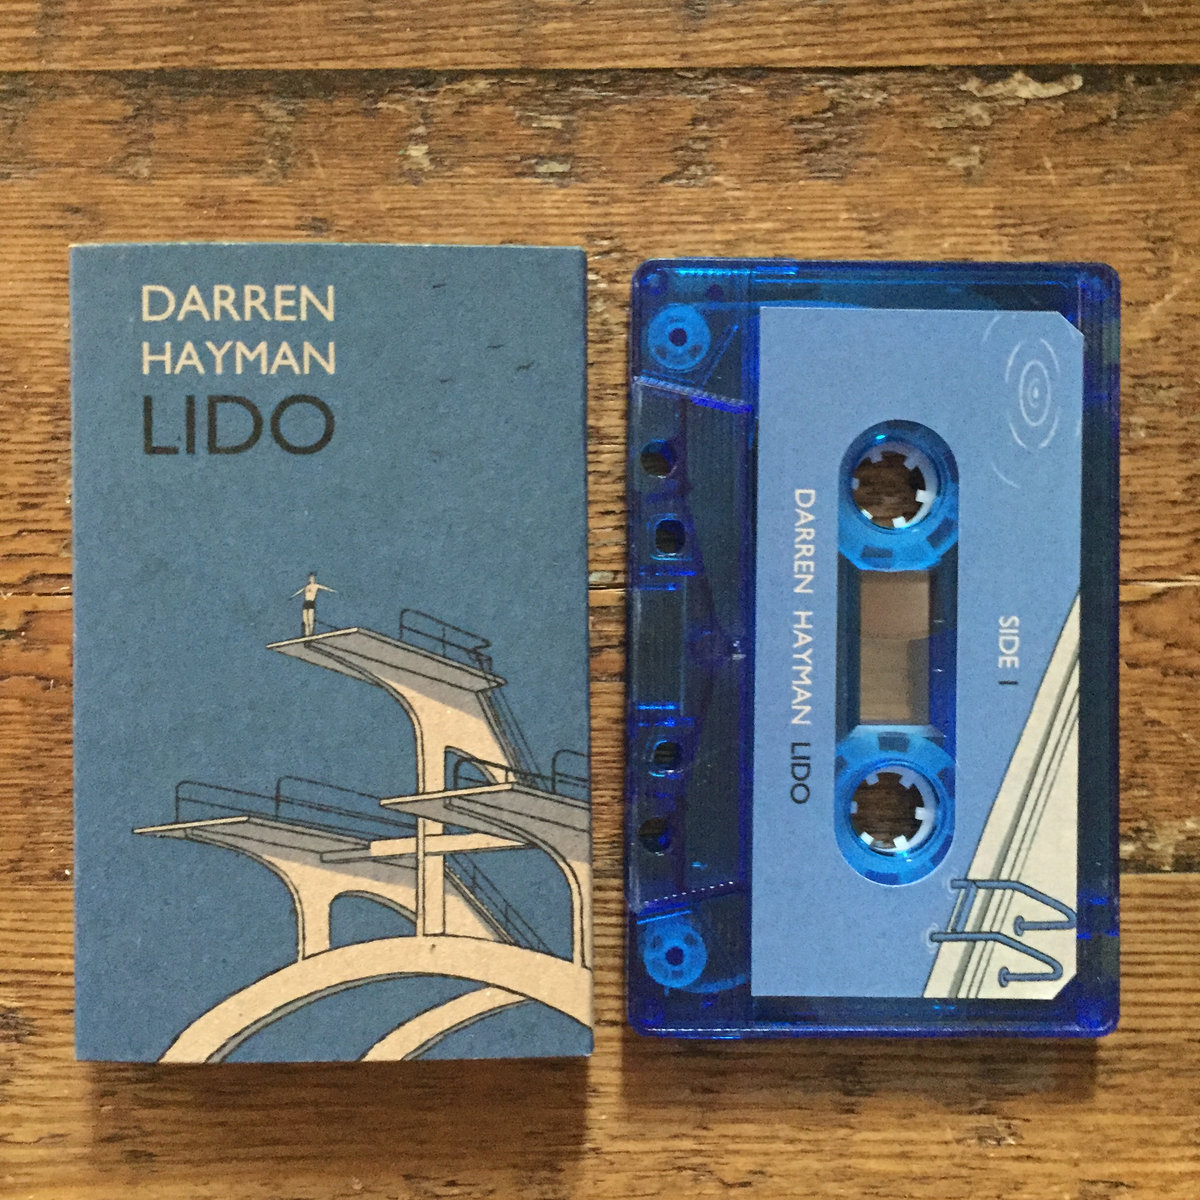 DARREN
HAYMAN
LIDO
DARREN HAYMAN LIDO
SIDE 1